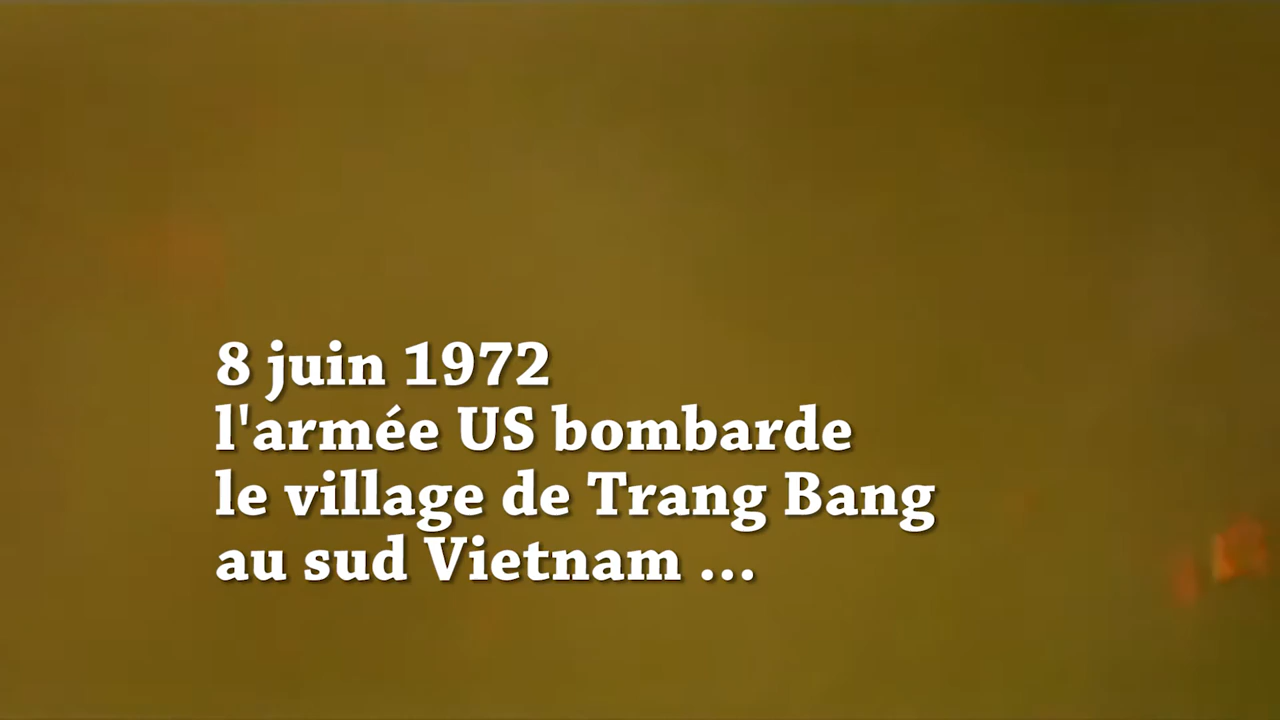 8 juin 1972
l'armée US bombarde
le village de Trang Bang
au sud Vietnam ...